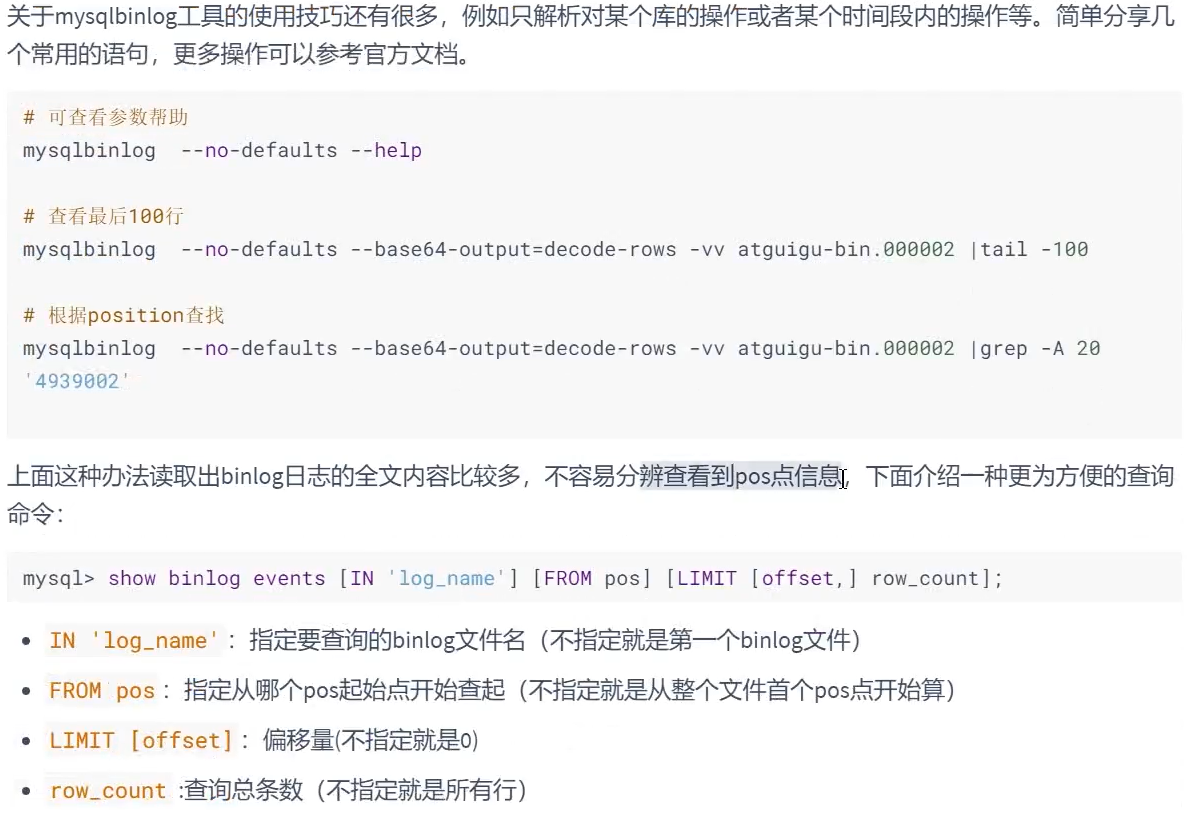 关于mysqlbinlog工具的使用技巧还有很多，例如只解析对某个库的操作或者某个时间段内的操作等。简单分享几
个常用的语句，更多操作可以参考官方文档。
# 可查看参数帮助
mysqlbinlog  --no-defaults --help
# 查看最后100行
mysqlbinlog  --no-defaults --base64-output=decode-rows -vv atguigu-bin.000002 |tail -100
# 根据position查找
mysqlbinlog  --no-defaults --base64-output=decode-rows -vv atguigu-bin.000002 |grep -A 20
'4939002'
上面这种办法读取出binlog日志的全文内容比较多，不容易分辨查看到pos点信息，下面介绍一种更为方便的查询
命令：
mysql> show binlog events [IN 'log_name'] [FROM pos] [LIMIT [offset,] row_count];
• IN 'log_name'：指定要查询的binlog文件名（不指定就是第一个binlog文件）
• FROM pos：指定从哪个pos起始点开始查起（不指定就是从整个文件首个pos点开始算）
• LIMIT [offset]：偏移量(不指定就是0)
• row_count :查询总条数（不指定就是所有行）